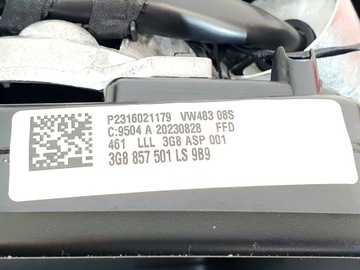 P2316021179 VW483 08S
C:9504 A 20230828 FFD
461 LLL 3G8 ASP 001
3G8 857 501 LS 9B9